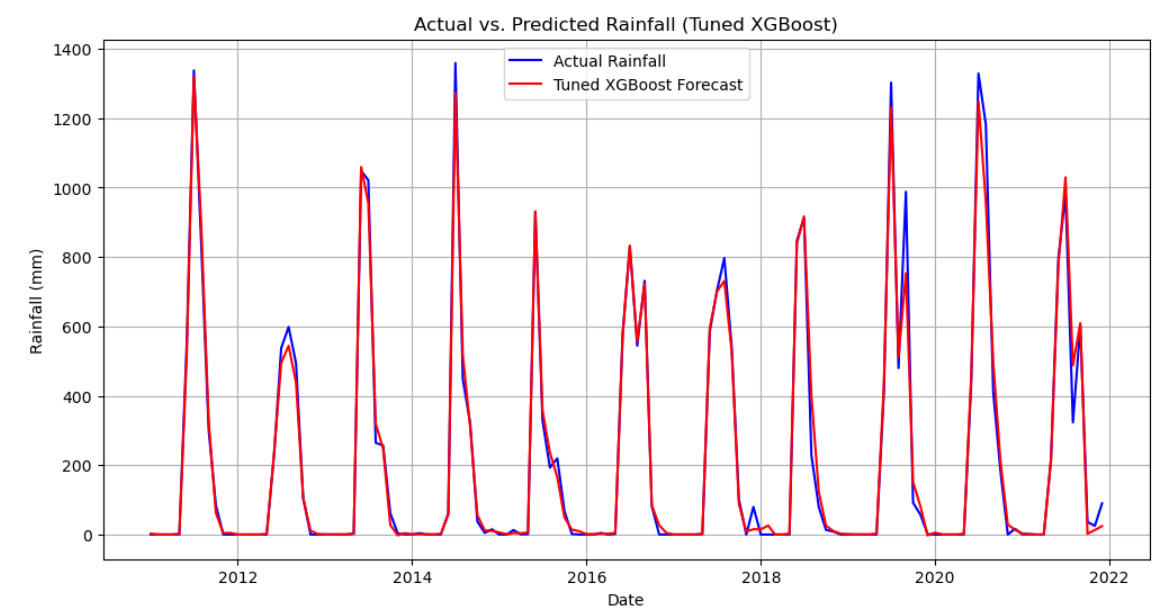 Actual vs. Predicted Rainfall (Tuned XGBoost)
Actual Rainfall
Tuned XGBoost Forecast
Rainfall (mm)
1400
1200
1000
800
600
400
200
0
2012 2014 2016 2018 2020 2022
Date